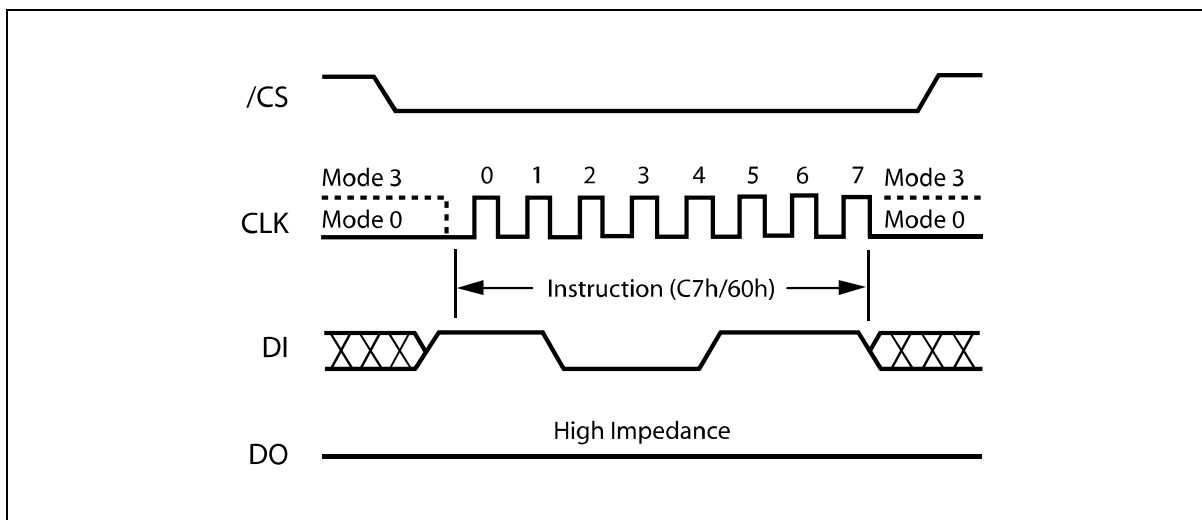 /CS
Mode 3 0 1 2 3 4 5 6 7 Mode 3
CLK Mode 0 Mode 0
Instruction (C7h/60h)
DI
High Impedance
DO